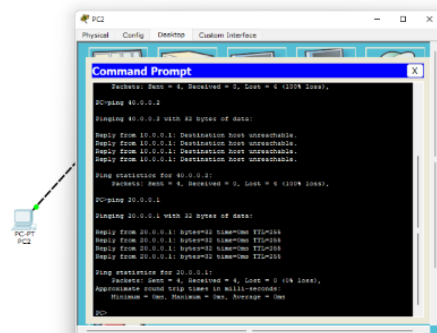 PC2
Physical Config Desktop Custom Interface
Command Prompt
X
Packets: Sent = 4, Received = 0, Lost = 4 (100% loss),
PC>ping 40.0.0.2
Pinging 40.0.0.2 with 32 bytes of data:
Reply from 10.0.0.1: Destination host unreachable.
Reply from 10.0.0.1: Destination host unreachable.
Reply from 10.0.0.1: Destination host unreachable.
Reply from 10.0.0.1: Destination host unreachable.
Ping statistics for 40.0.0.2:
Packets: Sent = 4, Received = 0, Lost = 4 (100% loss),
PC>ping 20.0.0.1
Pinging 20.0.0.1 with 32 bytes of data:
Reply from 20.0.0.1: bytes=32 time=0ms TTL=255
Reply from 20.0.0.1: bytes=32 time=0ms TTL=255
Reply from 20.0.0.1: bytes=32 time=0ms TTL=255
Reply from 20.0.0.1: bytes=32 time=0ms TTL=255
Ping statistics for 20.0.0.1:
Packets: Sent = 4, Received = 4, Lost = 0 (0% loss),
Approximate round trip times in milli-seconds:
Minimum = 0ms, Maximum = 0ms, Average = 0ms
PC>
PC-PT
PC2